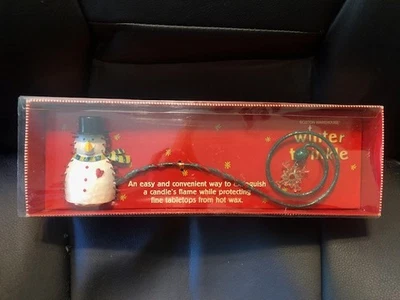 winter
twinkle
An easy and convenient way to extinguish
a candle's flame while protecting
fine tabletops from hot wax.